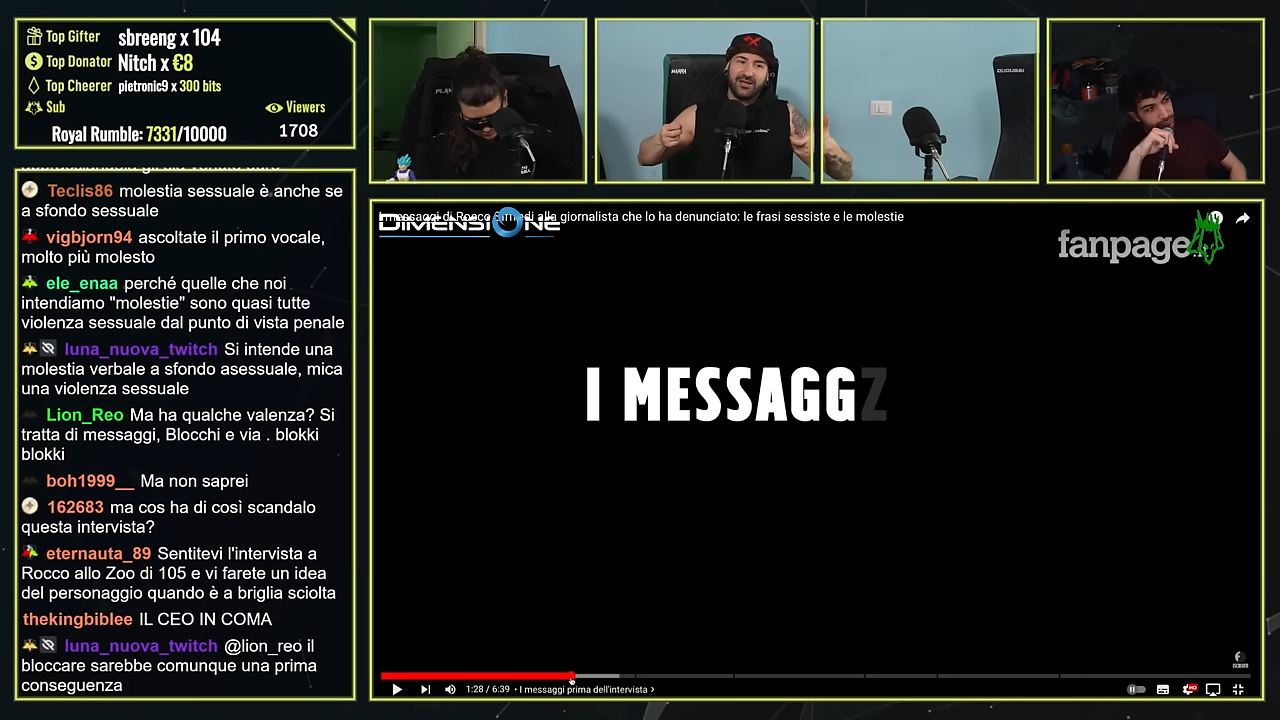 Top Gifter sbreeng x 104
Top Donator Nitch x €8
Top Cheerer pietronic9 x 300 bits
Sub Viewers
Royal Rumble: 7331/10000 1708
Teclis86 molestia sessuale è anche se
a sfondo sessuale
vigbjorn94 ascoltate il primo vocale,
molto più molesto
ele_enaa perché quelle che noi
intendiamo "molestie" sono quasi tutte
violenza sessuale dal punto di vista penale
luna_nuova_twitch Si intende una
molestia verbale a sfondo asessuale, mica
una violenza sessuale
Lion_Reo Ma ha qualche valenza? Si
tratta di messaggi, Blocchi e via . blokki
blokki
boh1999__ Ma non saprei
162683 ma cos ha di così scandalo
questa intervista?
eternauta_89 Sentitevi l'intervista a
Rocco allo Zoo di 105 e vi farete un idea
del personaggio quando è a briglia sciolta
thekingbiblee IL CEO IN COMA
luna_nuova_twitch @lion_reo il
bloccare sarebbe comunque una prima
conseguenza
I messaggi di Rocco Siffredi alla giornalista che lo ha denunciato: le frasi sessiste e le molestie
DIMENSIONE
fanpage
I MESSAGGZ
1:28 / 6:39 • I messaggi prima dell'intervista ›
HD